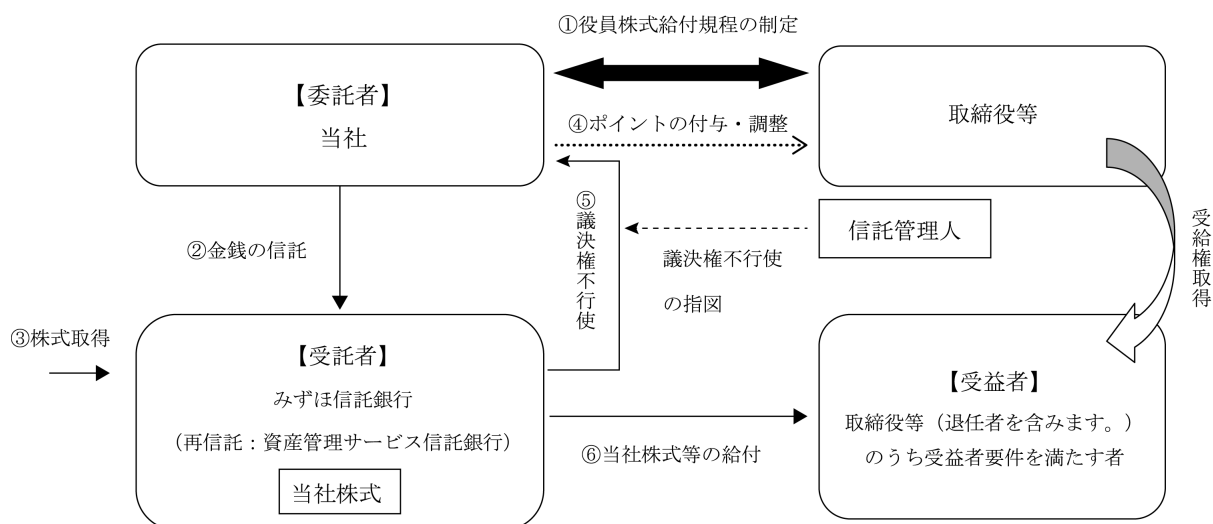 ①役員株式給付規程の制定
【委託者】
当社
取締役等
④ポイントの付与・調整
②金銭の信託
⑤議決権不行使
信託管理人
議決権不行使
の指図
受給権取得
③株式取得
【受託者】
みずほ信託銀行
（再信託：資産管理サービス信託銀行）
当社株式
⑥当社株式等の給付
【受益者】
取締役等（退任者を含みます。）
のうち受益者要件を満たす者